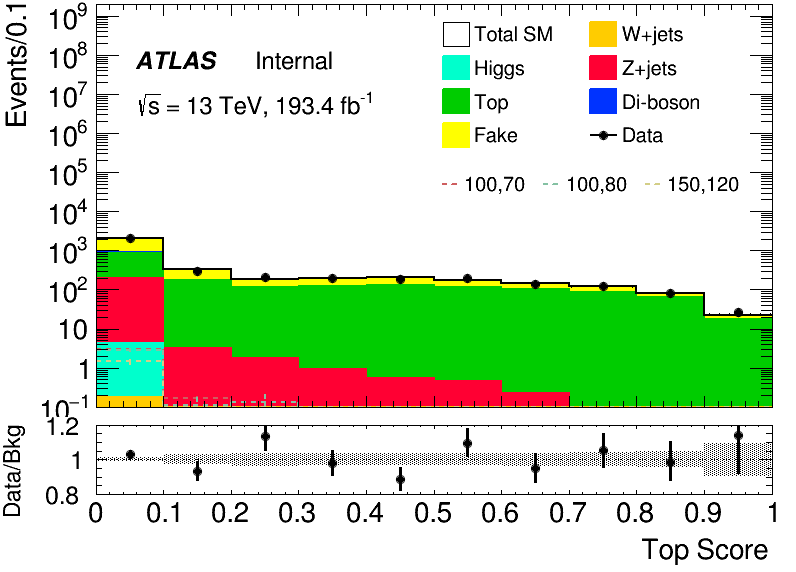 Events/0.1
10⁹
10⁸
10⁷
10⁶
10⁵
10⁴
10³
10²
10
1
10⁻¹
ATLAS Internal
√s = 13 TeV, 193.4 fb⁻¹
Total SM W+jets
Higgs Z+jets
Top Di-boson
Fake Data
100,70 100,80 150,120
Data/Bkg
1.2
1
0.8
0 0.1 0.2 0.3 0.4 0.5 0.6 0.7 0.8 0.9 1
Top Score